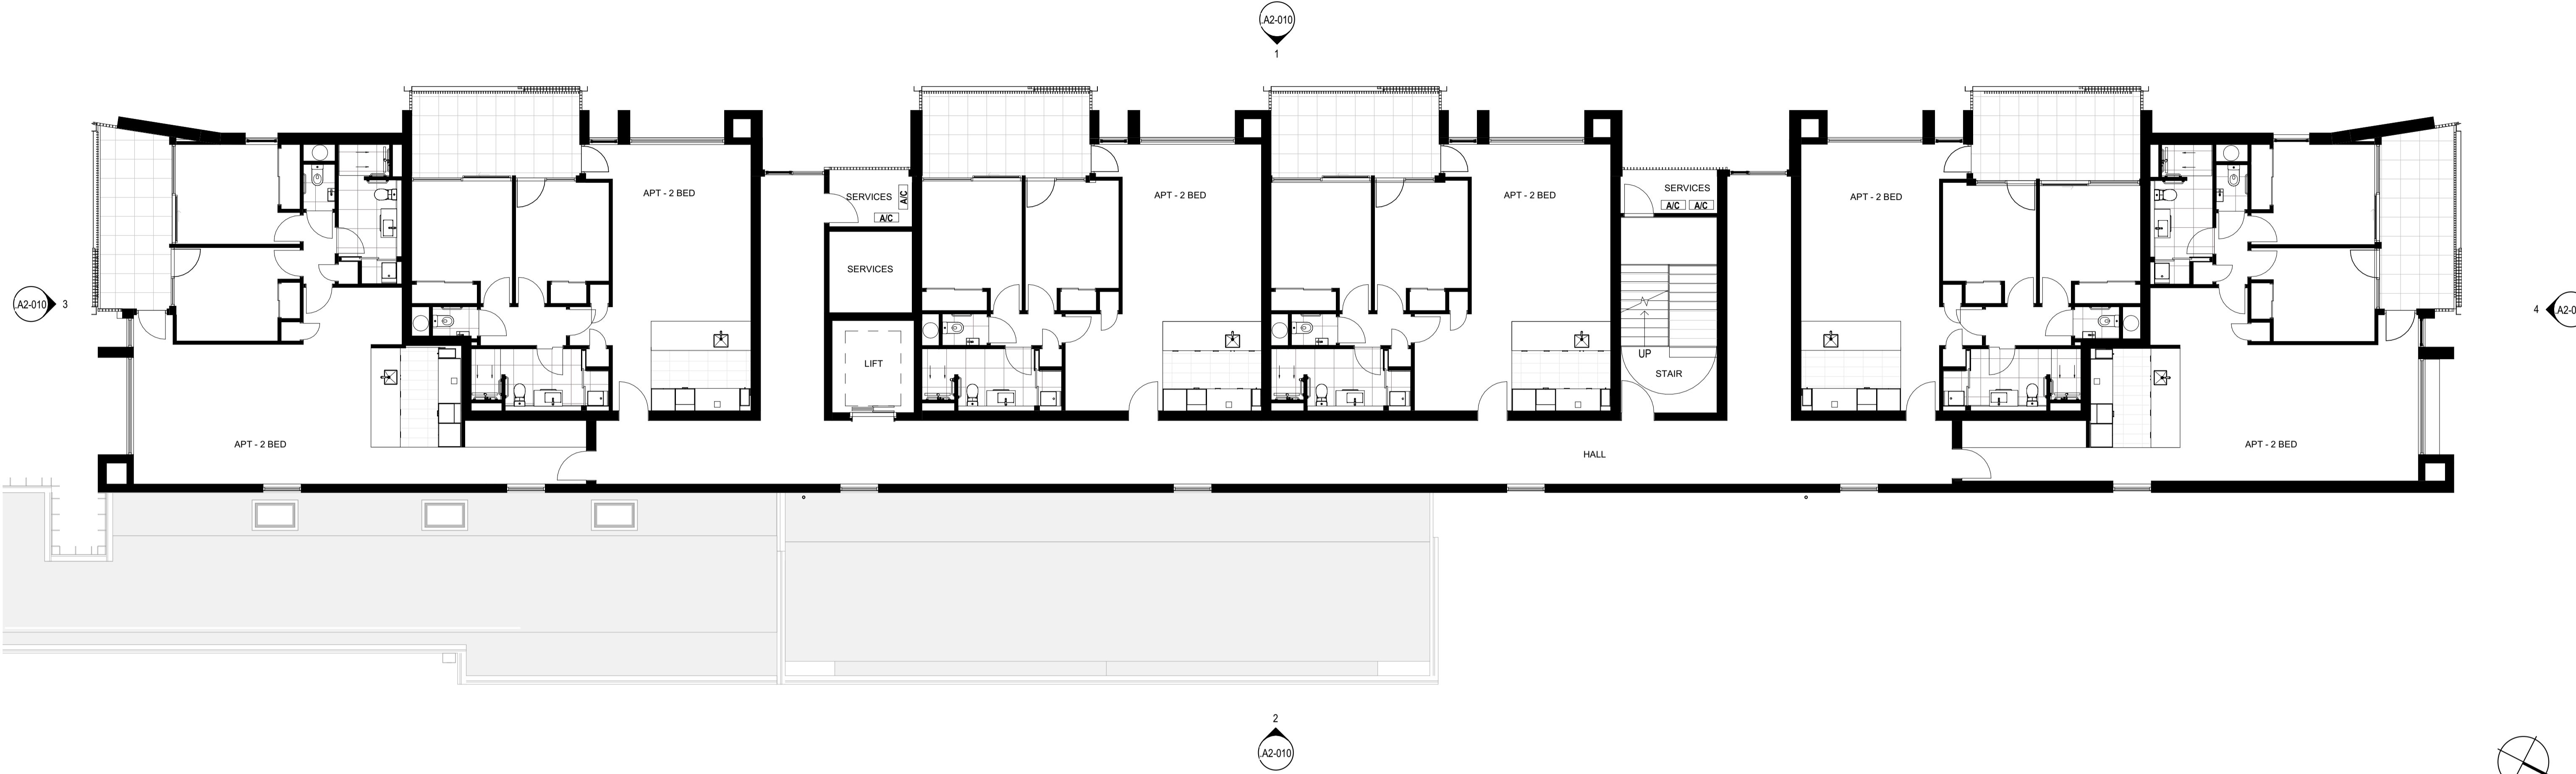 .A2-010
1
APT - 2 BED
APT - 2 BED
APT - 2 BED
APT - 2 BED
SERVICES
A/C
A/C
SERVICES
A/C
A/C
SERVICES
LIFT
UP
STAIR
.A2-010
3
4
APT - 2 BED
HALL
APT - 2 BED
2
.A2-010